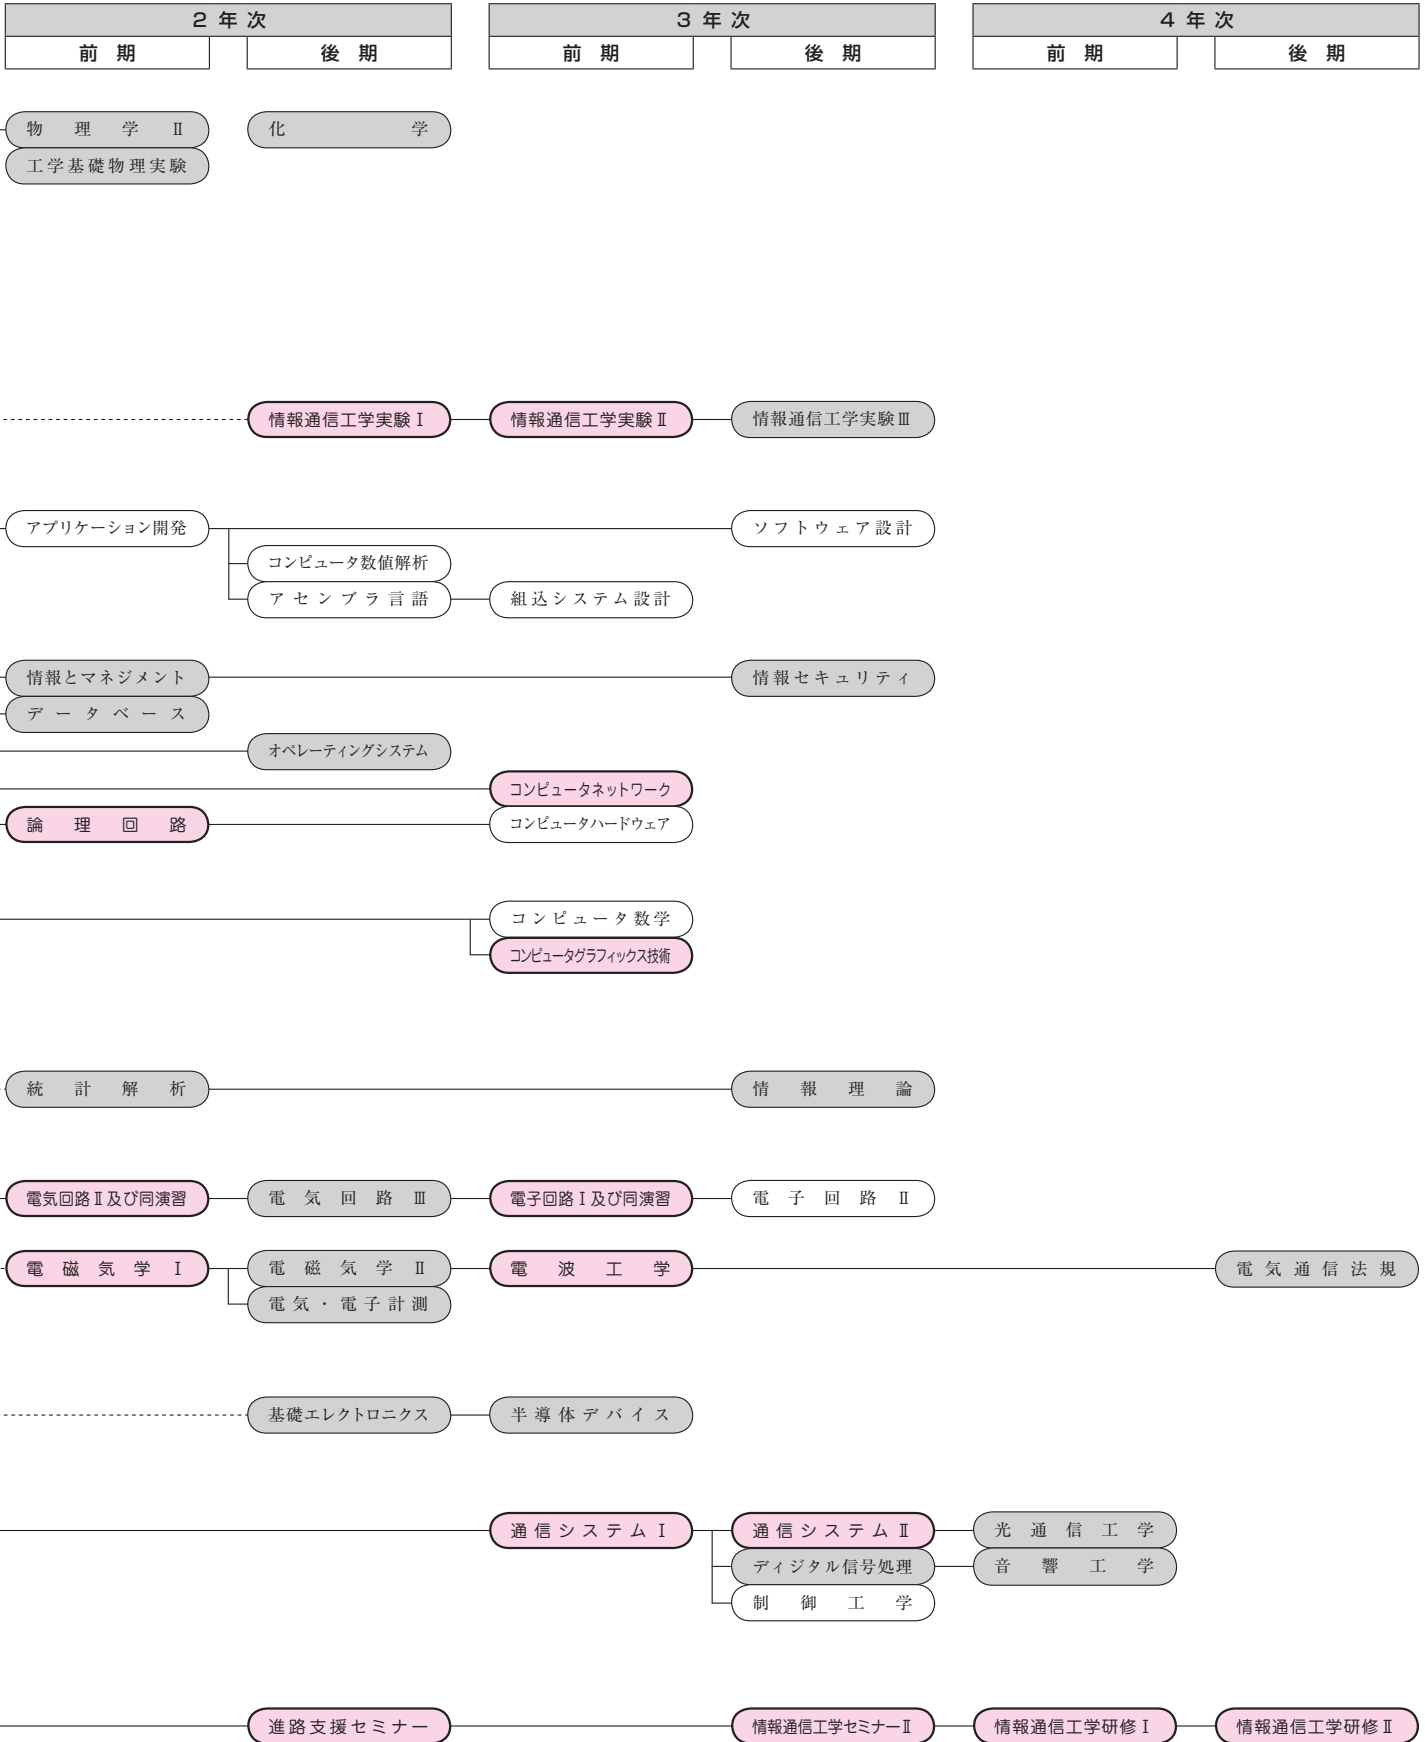 2年次 3年次 4年次
前期 後期 前期 後期 前期 後期
物理学Ⅱ 化学
工学基礎物理実験
情報通信工学実験Ⅰ 情報通信工学実験Ⅱ 情報通信工学実験Ⅲ
アプリケーション開発 ソフトウェア設計
コンピュータ数値解析
アセンブラ言語 組込システム設計
情報とマネジメント 情報セキュリティ
データベース
オペレーティングシステム
コンピュータネットワーク
論理回路 コンピュータハードウェア
コンピュータ数学
コンピュータグラフィックス技術
統計解析 情報理論
電気回路Ⅱ及び同演習 電気回路Ⅲ 電子回路Ⅰ及び同演習 電子回路Ⅱ
電磁気学Ⅰ 電磁気学Ⅱ 電波工学 電気通信法規
電気・電子計測
基礎エレクトロニクス 半導体デバイス
通信システムⅠ 通信システムⅡ 光通信工学
ディジタル信号処理 音響工学
制御工学
進路支援セミナー 情報通信工学セミナーⅡ 情報通信工学研修Ⅰ 情報通信工学研修Ⅱ